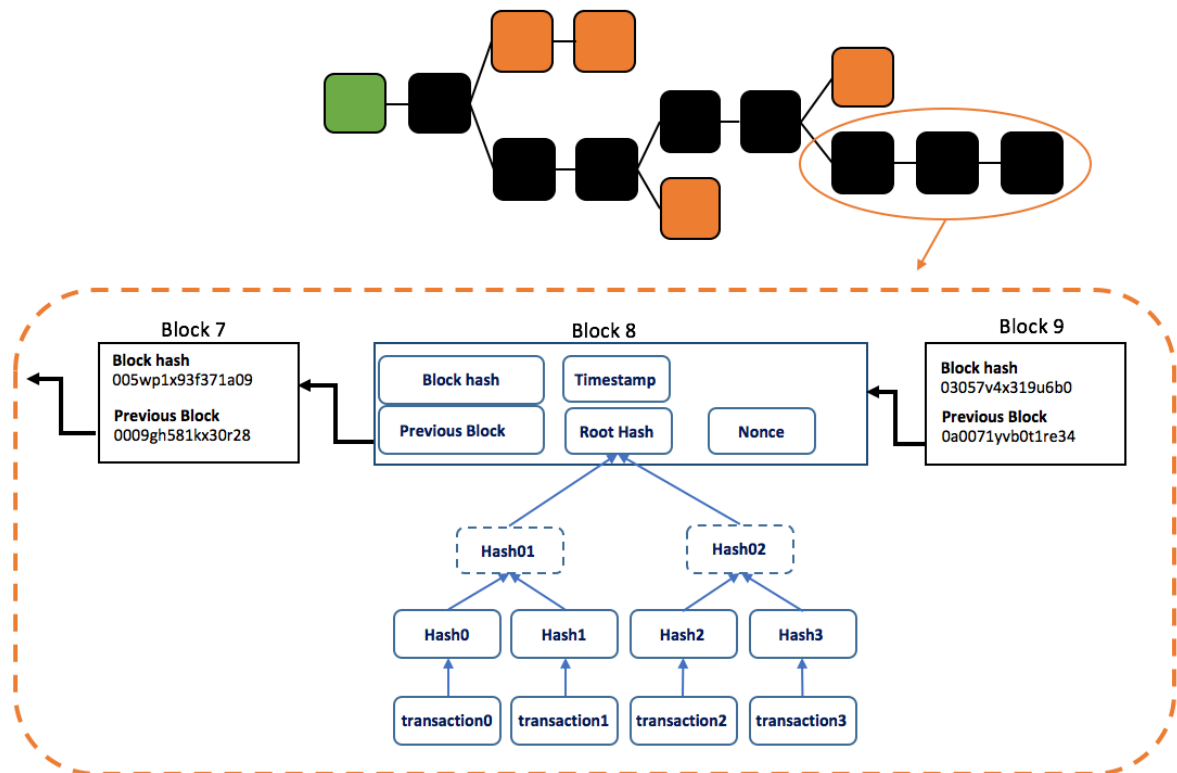 Block 7
Block 8
Block 9
Block hash
005wp1x93f371a09
Previous Block
0009gh581kx30r28
Block hash
Timestamp
Previous Block
Root Hash
Nonce
Block hash
03057v4x319u6b0
Previous Block
0a0071yvb0t1re34
Hash01
Hash02
Hash0
Hash1
Hash2
Hash3
transaction0
transaction1
transaction2
transaction3